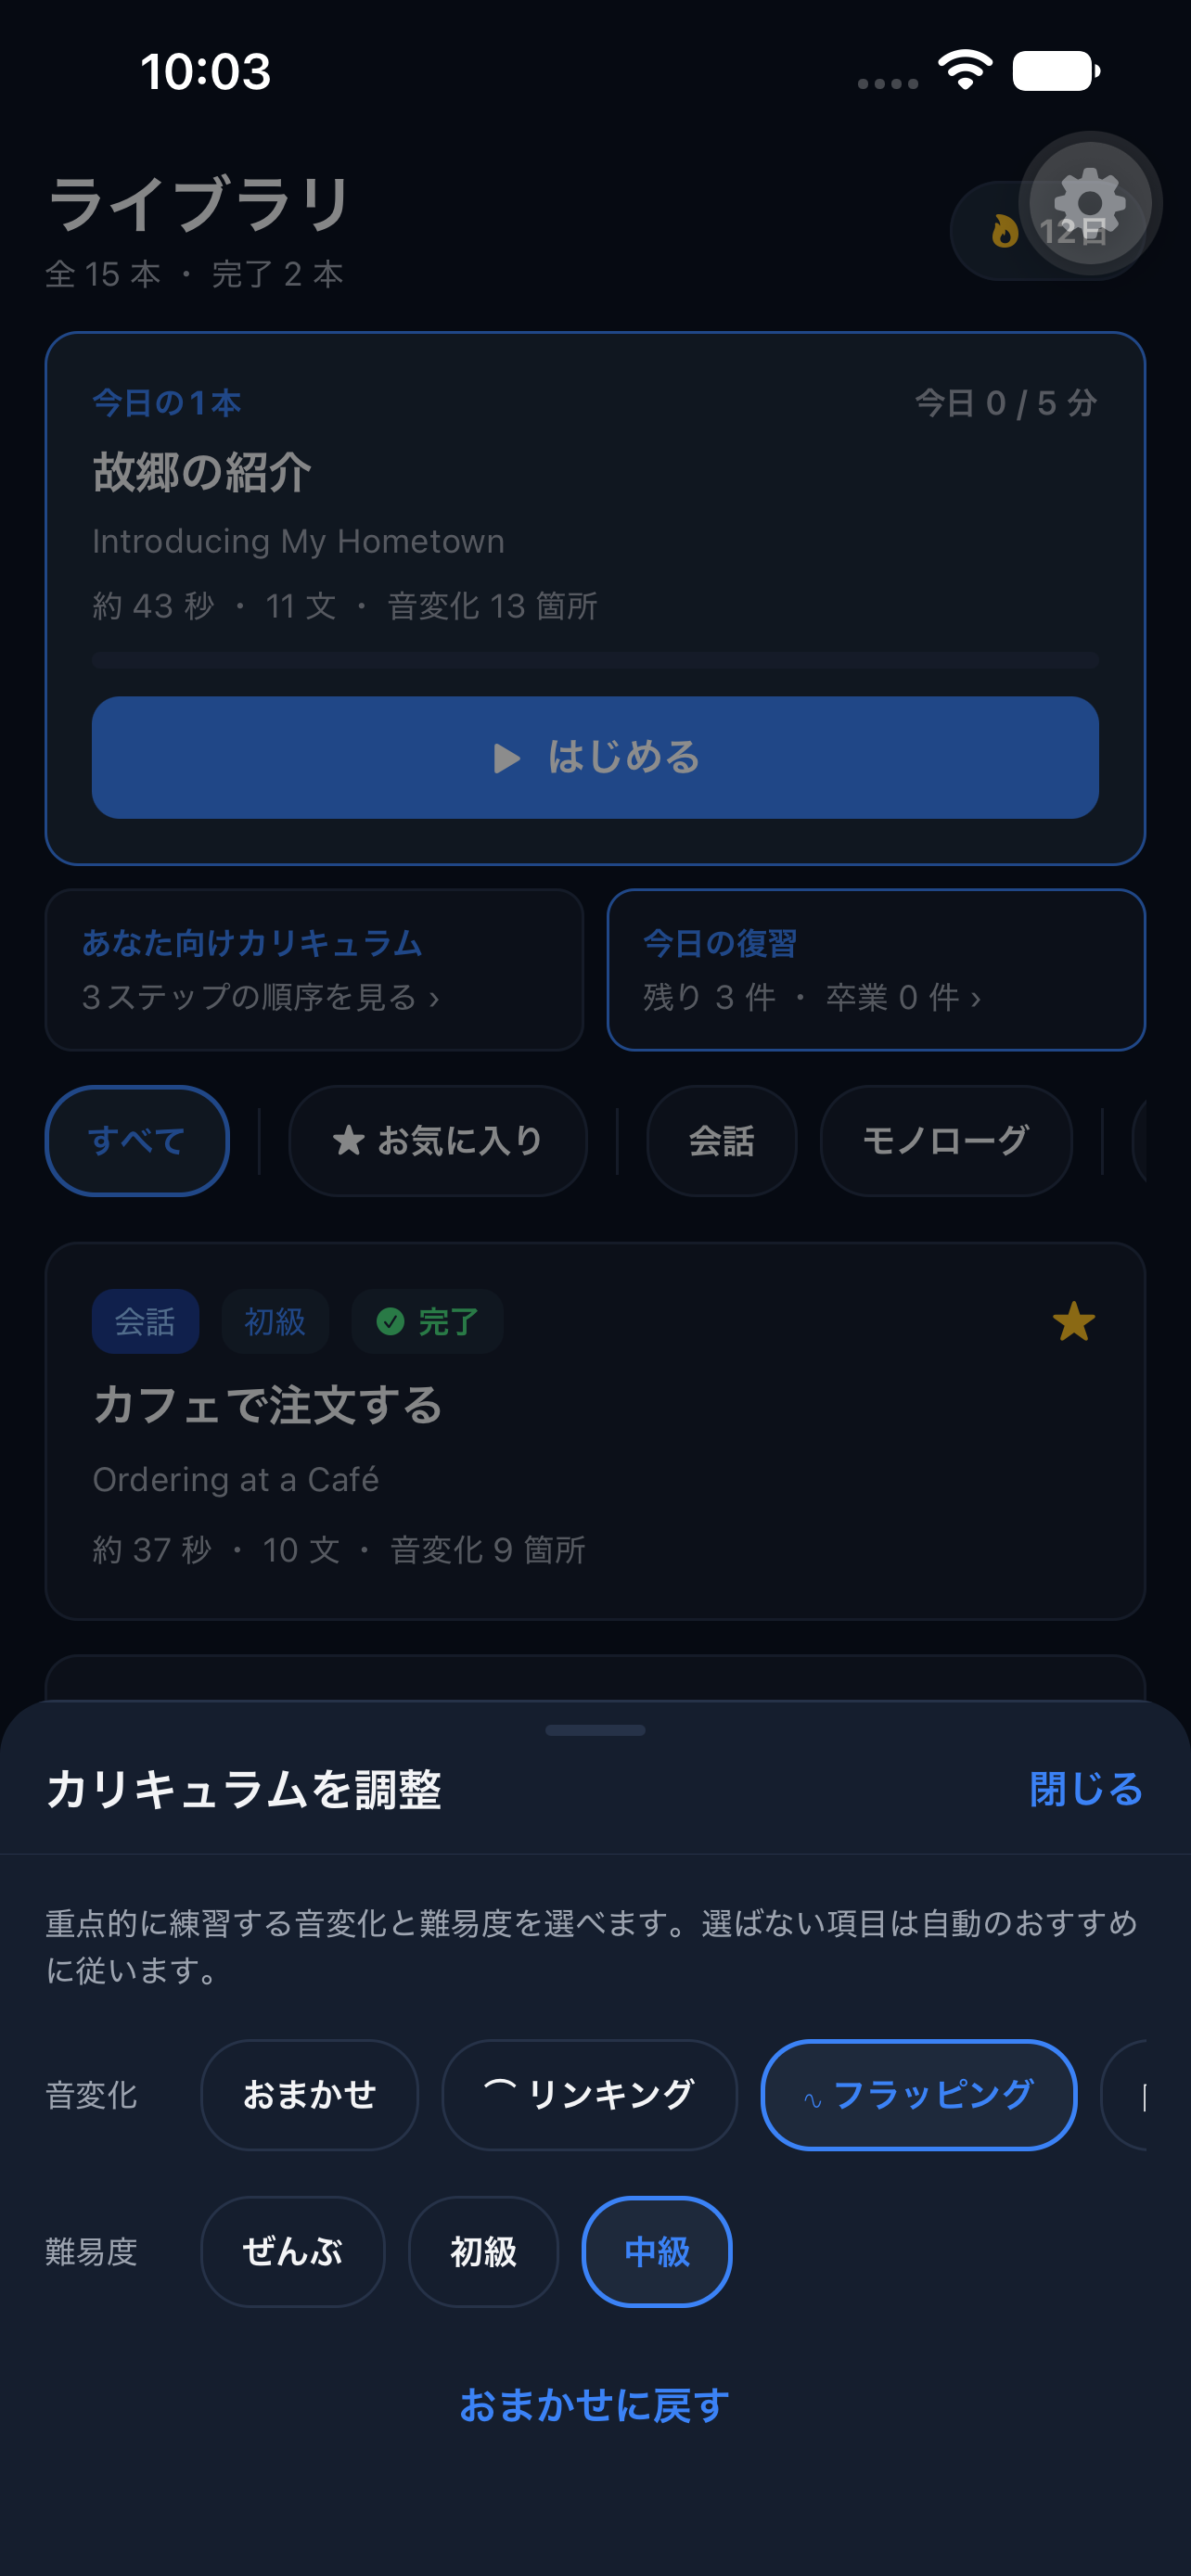 10:03
ライブラリ
12日
全 15 本 ・ 完了 2 本
今日の1本
今日 0 / 5 分
故郷の紹介
Introducing My Hometown
約 43 秒 ・ 11 文 ・ 音変化 13 箇所
はじめる
あなた向けカリキュラム
3ステップの順序を見る ›
今日の復習
残り 3 件 ・ 卒業 0 件 ›
すべて
★ お気に入り
会話
モノローグ
会話
初級
完了
カフェで注文する
Ordering at a Café
約 37 秒 ・ 10 文 ・ 音変化 9 箇所
カリキュラムを調整
閉じる
重点的に練習する音変化と難易度を選べます。選ばない項目は自動のおすすめ
に従います。
音変化
おまかせ
⌒ リンキング
∿ フラッピング
難易度
ぜんぶ
初級
中級
おまかせに戻す